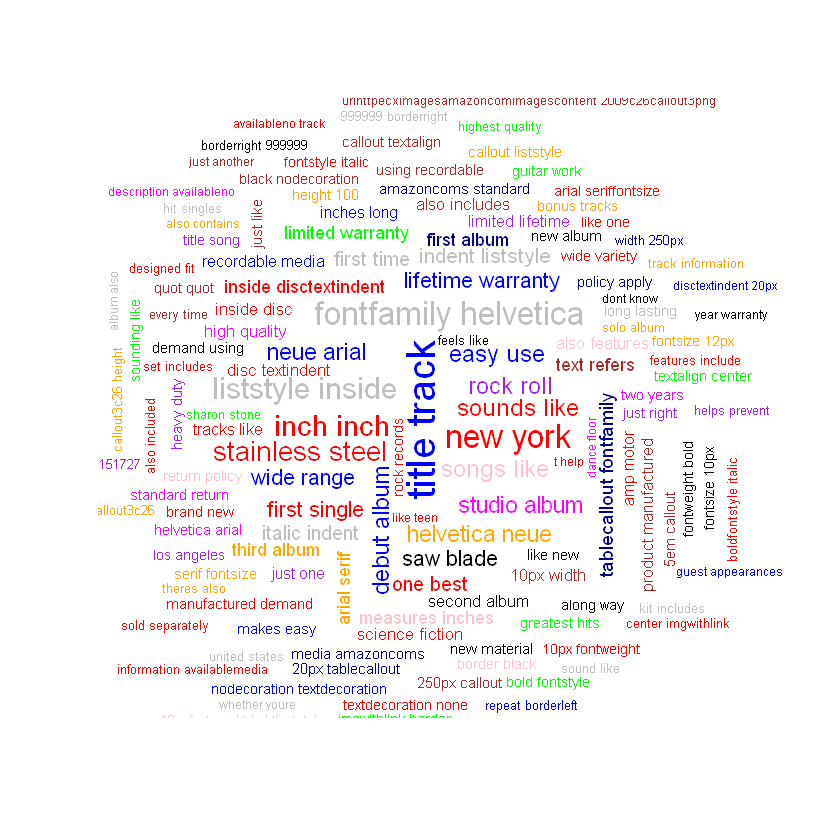 urlhttpecximagesamazoncomimagescontent 2009c26callout3png
999999 borderright
availableno track
highest quality
borderright 999999
callout textalign
callout liststyle
just another
fontstyle italic
using recordable
guitar work
black nodecoration
description availableno
height 100
amazoncoms standard
arial seriffontsize
hit singles
just like
inches long
also includes
bonus tracks
also contains
limited lifetime
like one
title song
limited warranty
first album
new album
width 250px
recordable media
first time
indent liststyle
wide variety
track information
designed fit
album also
sounding like
quot quot
inside disctextindent
lifetime warranty
policy apply
disctextindent 20px
dont know
every time
inside disc
fontfamily helvetica
long lasting
year warranty
high quality
solo album
demand using
neue arial
title track
feels like
easy use
also features
fontsize 12px
callout3c26 height
set includes
disc textindent
text refers
features include
heavy duty
liststyle inside
rock roll
textalign center
two years
sharon stone
sounds like
tablecallout fontfamily
just right
helps prevent
also included
tracks like
inch inch
rock records
new york
dance floor
amp motor
product manufactured
fontweight bold
fontsize 10px
boldfontstyle italic
stainless steel
151727
return policy
wide range
debut album
songs like
t help
5em callout
standard return
allout3c26
brand new
first single
like teen
studio album
helvetica arial
italic indent
helvetica neue
los angeles
third album
arial serif
saw blade
like new
serif fontsize
just one
one best
10px width
guest appearances
theres also
manufactured demand
second album
along way
kit includes
measures inches
sold separately
makes easy
greatest hits
center imgwithlink
science fiction
united states
media amazoncoms
new material
10px fontweight
information availablemedia
20px tablecallout
border black
sound like
nodecoration textdecoration
250px callout
bold fontstyle
whether youre
textdecoration none
repeat borderleft
imgwithlink border